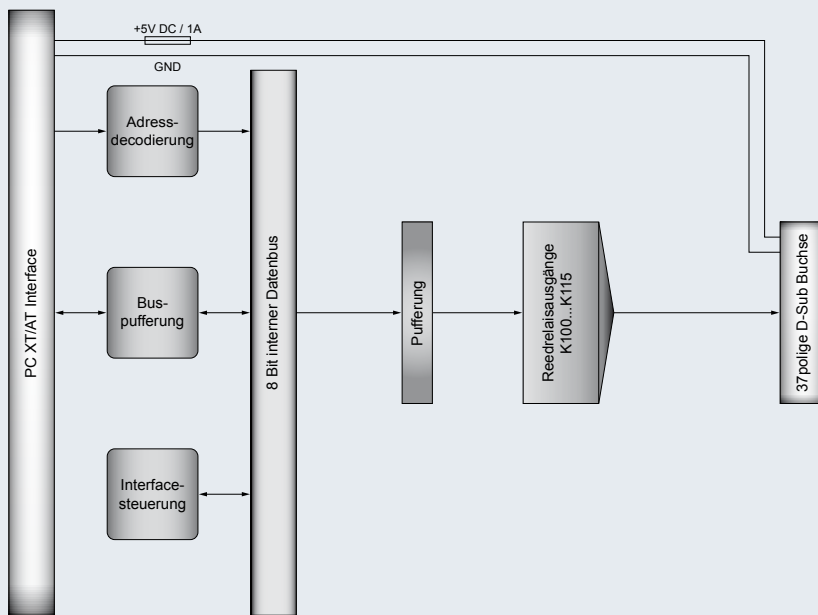 +5V DC / 1A
GND
PC XT/AT Interface
Adress-
decodierung
Bus-
pufferung
Interface-
steuerung
8 Bit interner Datenbus
Pufferung
Reedrelaisausgänge
K100...K115
37polige D-Sub Buchse